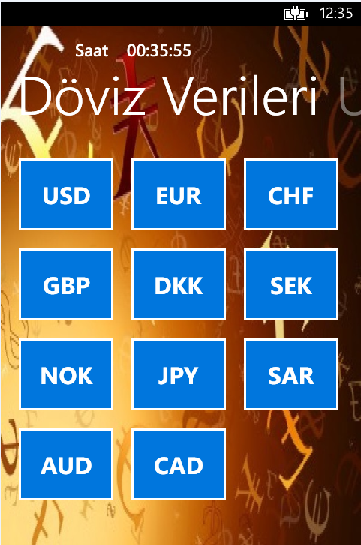 12:35
Saat 00:35:55
Döviz Verileri U
USD EUR CHF
GBP DKK SEK
NOK JPY SAR
AUD CAD